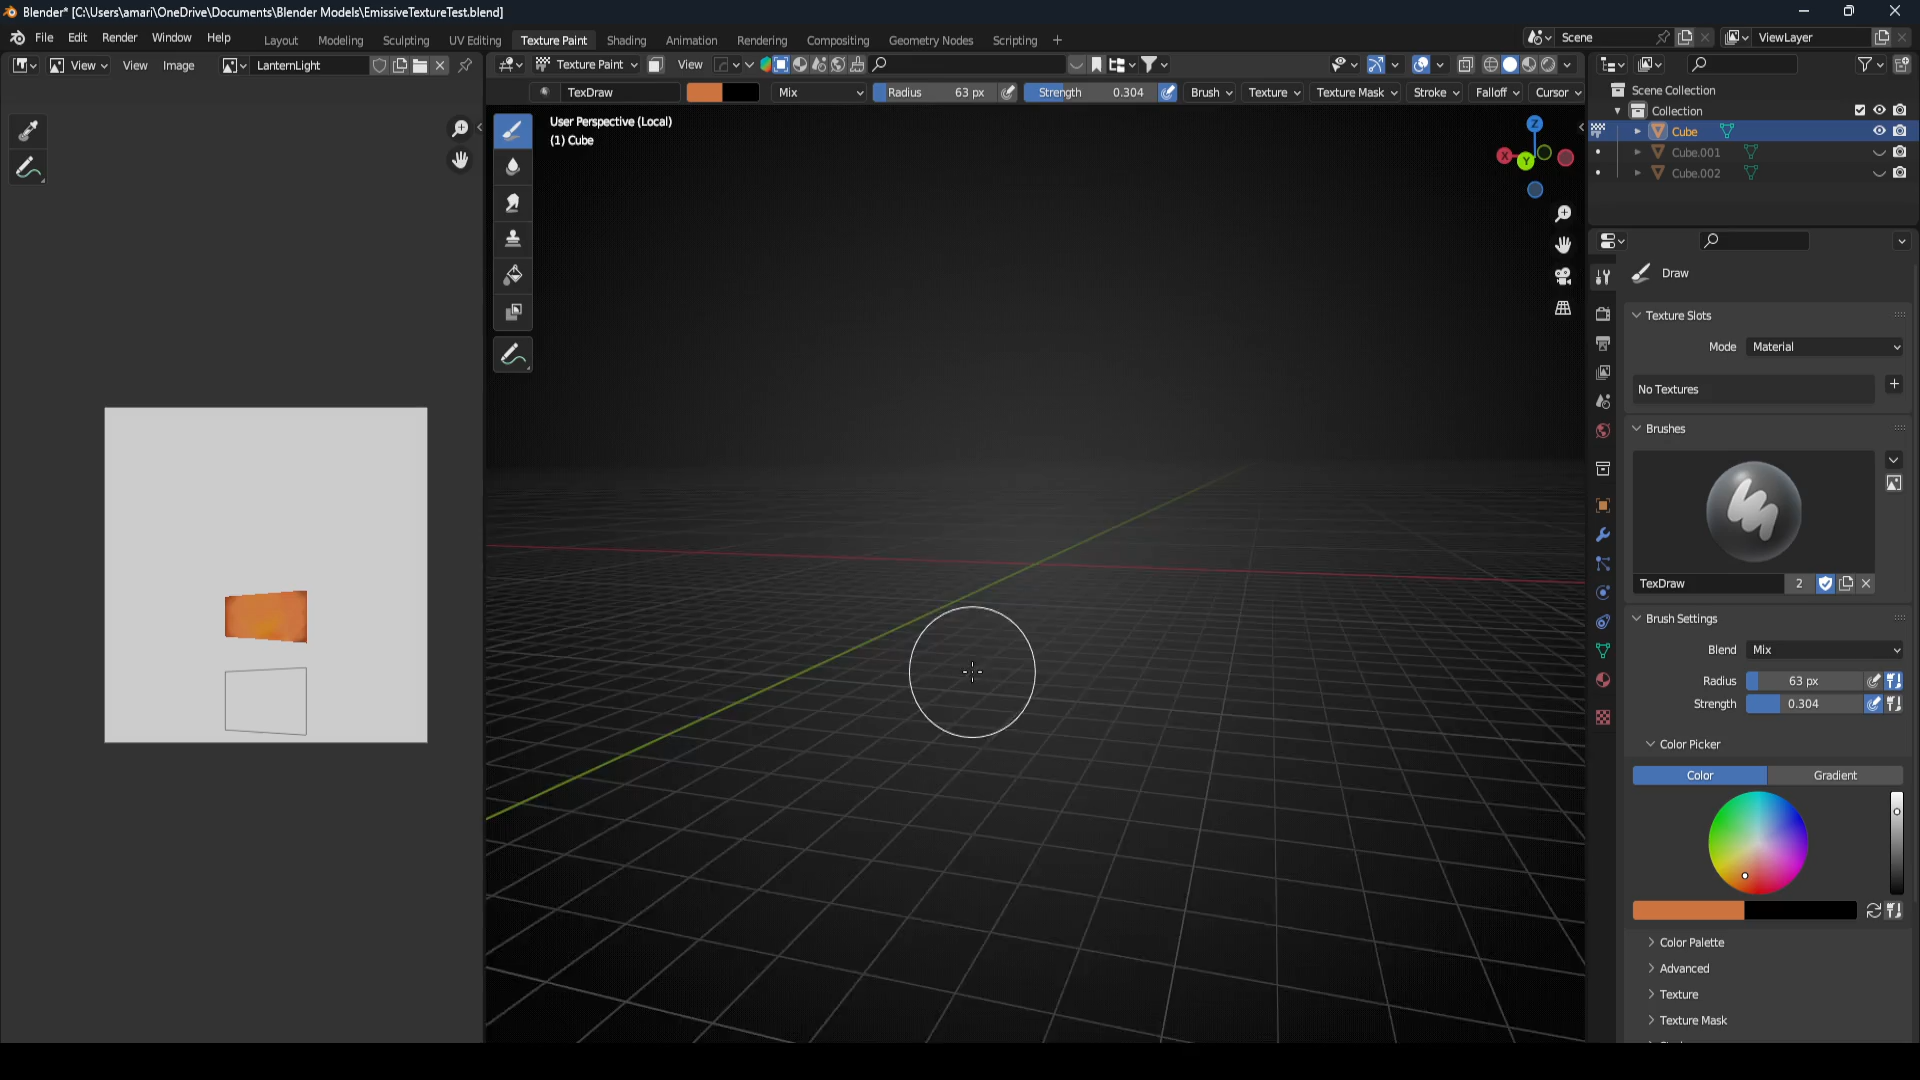 Blender* [C:\Users\amari\OneDrive\Documents\Blender Models\EmissiveTextureTest.blend]
File Edit Render Window Help Layout Modeling Sculpting UV Editing Texture Paint Shading Animation Rendering Compositing Geometry Nodes Scripting + Scene ViewLayer
View View Image LanternLight Texture Paint View
TexDraw Mix Radius 63 px Strength 0.304 Brush Texture Texture Mask Stroke Falloff Cursor
User Perspective (Local)
(1) Cube
Z
X
Y
Scene Collection
Collection
Cube
Cube.001
Cube.002
Draw
Texture Slots
Mode Material
No Textures
Brushes
TexDraw 2
Brush Settings
Blend Mix
Radius 63 px
Strength 0.304
Color Picker
Color Gradient
Color Palette
Advanced
Texture
Texture Mask